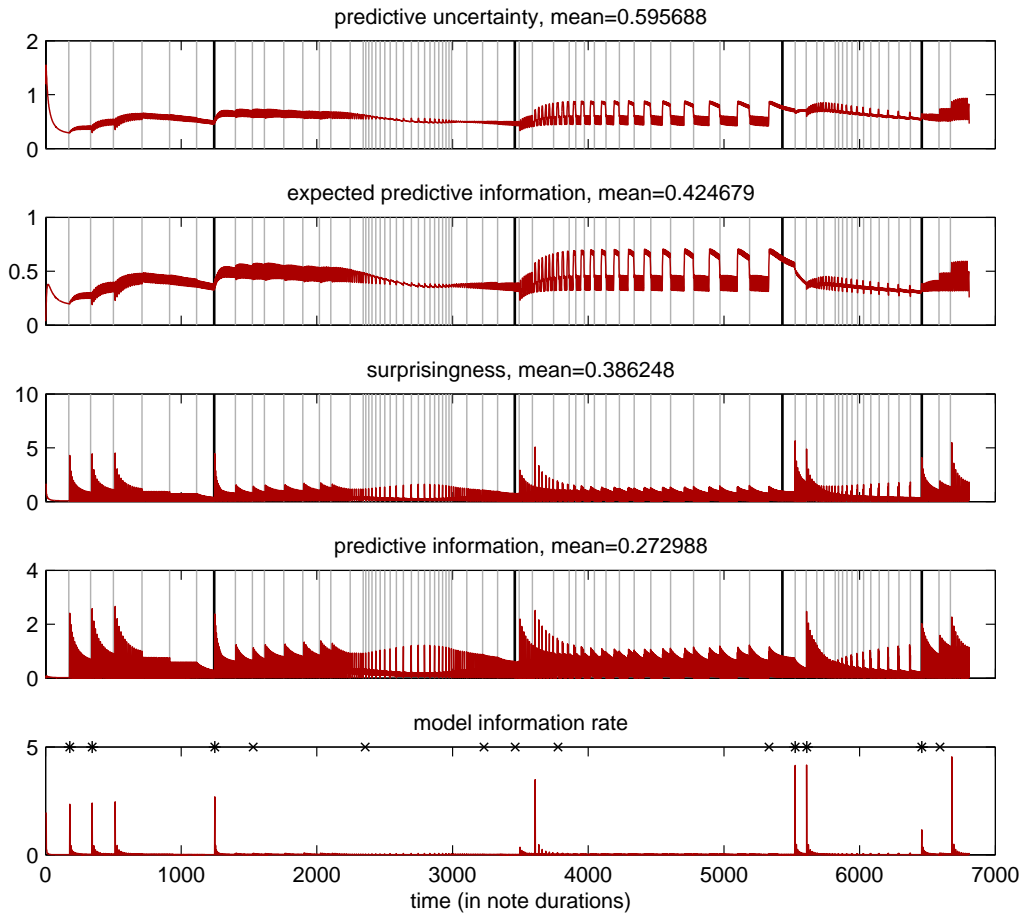 predictive uncertainty, mean=0.595688
2
1
0
expected predictive information, mean=0.424679
1
0.5
0
surprisingness, mean=0.386248
10
5
0
predictive information, mean=0.272988
4
2
0
model information rate
5
0
0 1000 2000 3000 4000 5000 6000 7000
time (in note durations)